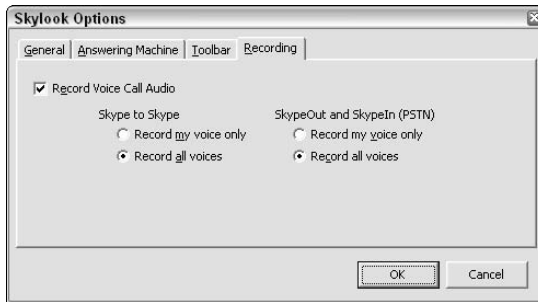 Skylook Options
General Answering Machine Toolbar Recording
Record Voice Call Audio
Skype to Skype SkypeOut and SkypeIn (PSTN)
Record my voice only Record my voice only
Record all voices Record all voices
OK Cancel